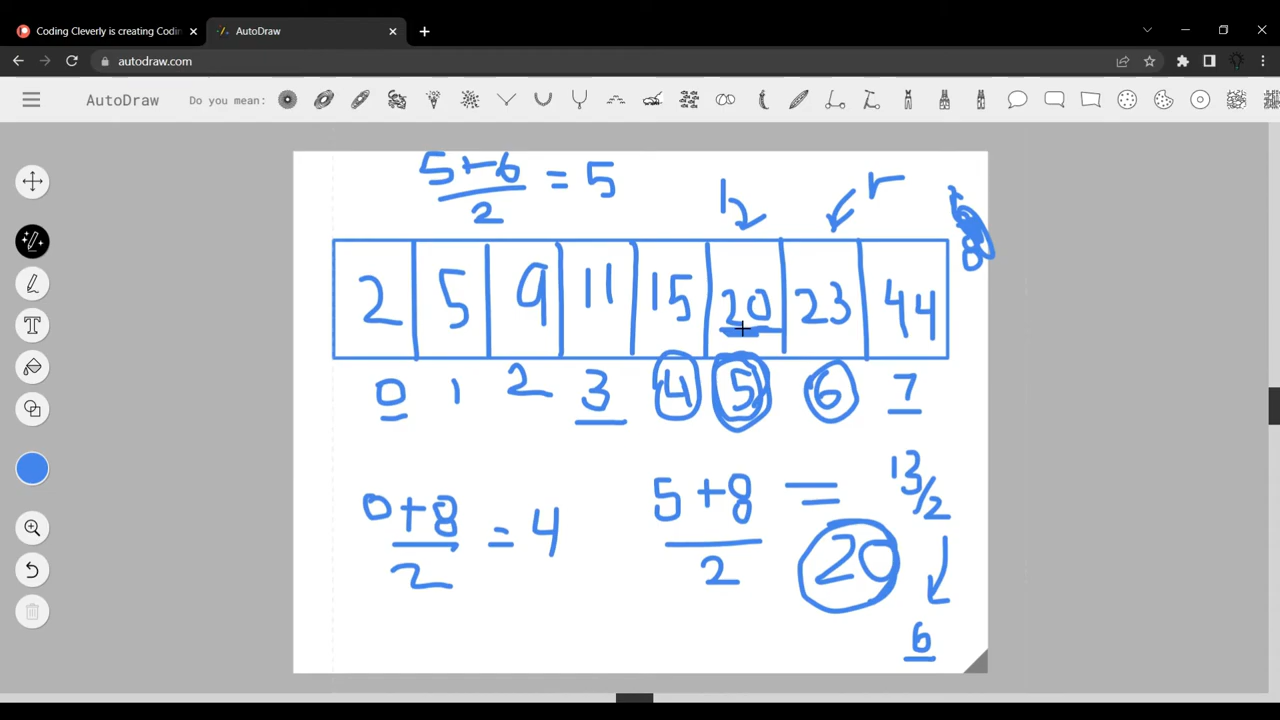 Coding Cleverly is creating Codin
AutoDraw
autodraw.com
AutoDraw
Do you mean:
5+6
2
= 5
l
r
8
2 5 9 11 15 20 23 44
0 1 2 3 4 5 6 7
0+8
2
= 4
5+8
2
=
13/2
20
6